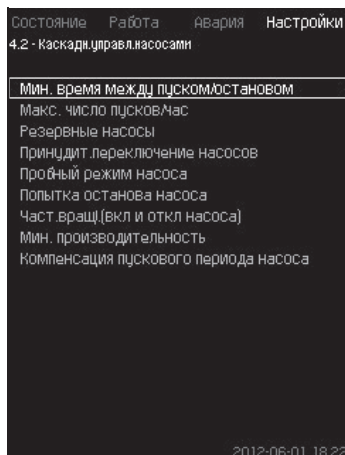 Состояние Работа Авария Настройки
4.2 - Каскадн.управл.насосами
Мин. время между пуском/остановом
Макс. число пусков/час
Резервные насосы
Принудит.переключение насосов
Пробный режим насоса
Попытка останова насоса
Част.вращ.(вкл и откл насоса)
Мин. производительность
Компенсация пускового периода насоса
2012-06-01 18:22